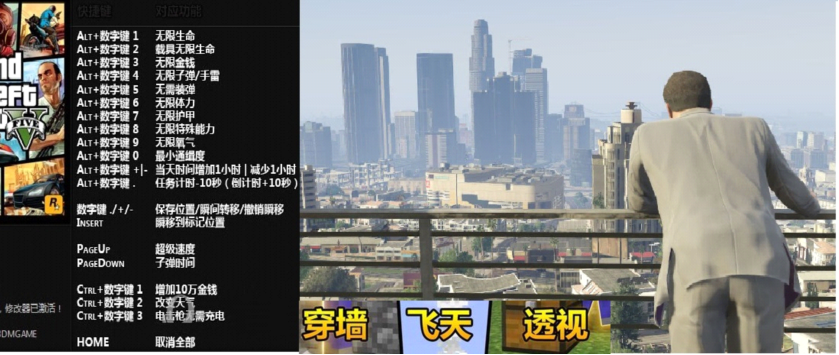 快捷键 对应功能
ALT+数字键 1 无限生命
ALT+数字键 2 载具无限生命
ALT+数字键 3 无限金钱
ALT+数字键 4 无限子弹/手雷
ALT+数字键 5 无需装弹
ALT+数字键 6 无限体力
ALT+数字键 7 无限护甲
ALT+数字键 8 无限特殊能力
ALT+数字键 9 无限氧气
ALT+数字键 0 最小通缉度
ALT+数字键 +|- 当天时间增加1小时 | 减少1小时
ALT+数字键 . 任务计时-10秒（倒计时+10秒）
数字键 ./+/- 保存位置/瞬间转移/撤销瞬移
INSERT 瞬移到标记位置
PAGEUP 超级速度
PAGEDOWN 子弹时间
CTRL+数字键 1 增加10万金钱
CTRL+数字键 2 改变天气
CTRL+数字键 3 电击枪无需充电
HOME 取消全部
nd
heft
V
FIVE
R
，修改器已激活！
3DMGAME
穿墙 飞天 透视